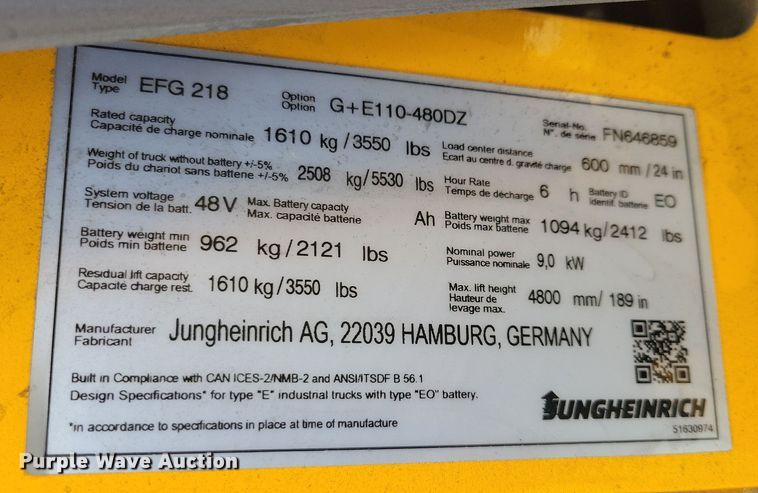 Model Type EFG 218 Option Option G+E110-480DZ Serial-No. N°. de série FN646859
Rated capacity Capacité de charge nominale 1610 kg/3550 lbs Load center distance Ecart au centre d. gravité charge 600 mm/24 in
Weight of truck without battery +/-5% Poids du chariot sans batterie +/-5% 2508 kg/5530 lbs Hour Rate Temps de décharge 6 h Battery ID Identif. batterie EO
System voltage Tension de la batt. 48 V Max. Battery capacity Max. capacité batterie Ah Battery weight max Poids max batterie 1094 kg/2412 lbs
Battery weight min Poids min batterie 962 kg/2121 lbs Nominal power Puissance nominale 9,0 kW
Residual lift capacity Capacité charge rest. 1610 kg/3550 lbs Max. lift height Hauteur de levage max. 4800 mm/ 189 in
Manufacturer Fabricant Jungheinrich AG, 22039 HAMBURG, GERMANY
Built in Compliance with CAN ICES-2/NMB-2 and ANSI/ITSDF B 56.1
Design Specifications* for type "E" industrial trucks with type "EO" battery.
JUNGHEINRICH
*in accordance to specifications in place at time of manufacture
51630974
Purple Wave Auction